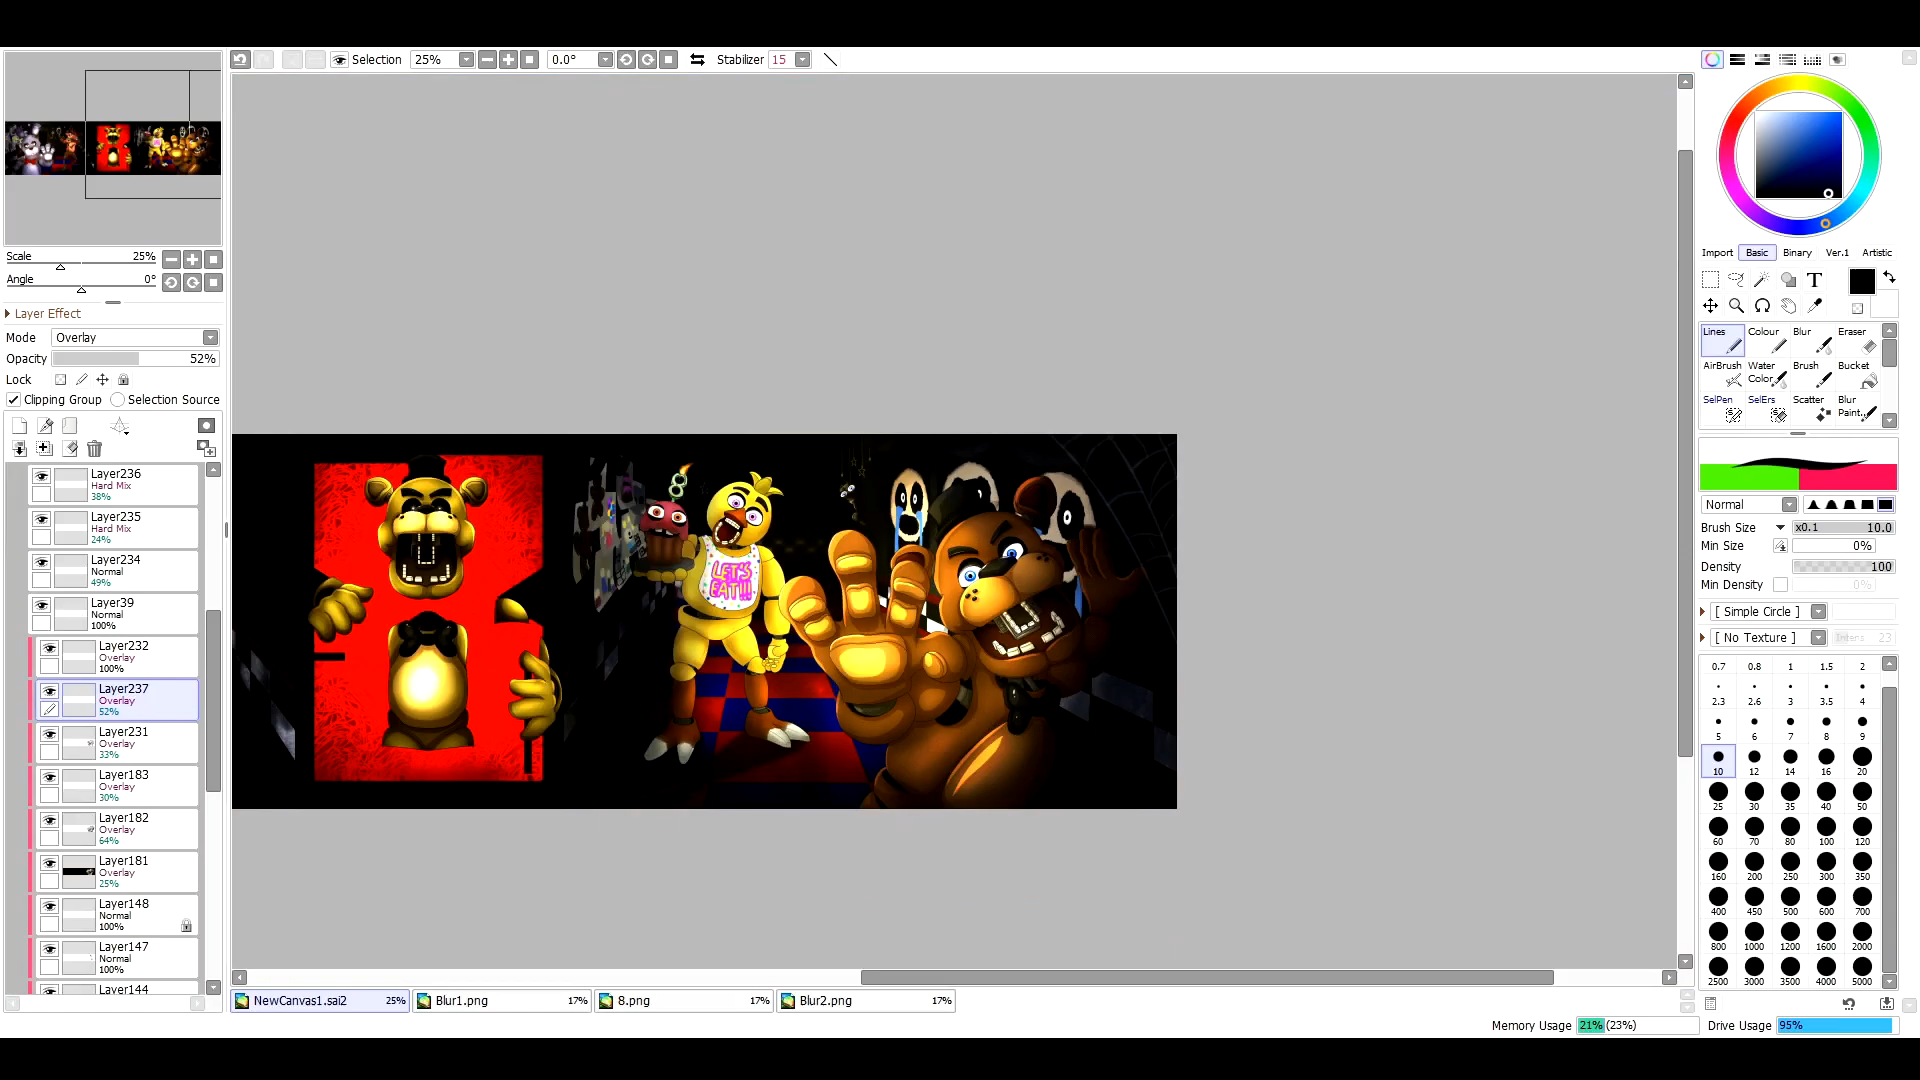 Selection 25% 0.0° Stabilizer 15
Scale 25%
Angle 0°
Layer Effect
Mode Overlay
Opacity 52%
Lock
Clipping Group Selection Source
Layer236
Hard Mix
38%
Layer235
Hard Mix
24%
Layer234
Normal
49%
Layer39
Normal
100%
Layer232
Overlay
100%
Layer237
Overlay
52%
Layer231
Overlay
33%
Layer183
Overlay
30%
Layer182
Overlay
64%
Layer181
Overlay
25%
Layer148
Normal
100%
Layer147
Normal
100%
Layer144
LET'S
EAT!!!
NewCanvas1.sai2 25% Blur1.png 17% 8.png 17% Blur2.png 17%
Import Basic Binary Ver.1 Artistic
T
Lines Colour Blur Eraser
AirBrush Water Color Brush Bucket
SelPen SelErs Scatter Blur Paint..
Normal
Brush Size x0.1 10.0
Min Size 0%
Density 100
Min Density 0%
[ Simple Circle ]
[ No Texture ] Intens 23
0.7 0.8 1 1.5 2
2.3 2.6 3 3.5 4
5 6 7 8 9
10 12 14 16 20
25 30 35 40 50
60 70 80 100 120
160 200 250 300 350
400 450 500 600 700
800 1000 1200 1600 2000
2500 3000 3500 4000 5000
Memory Usage 21% (23%) Drive Usage 95%